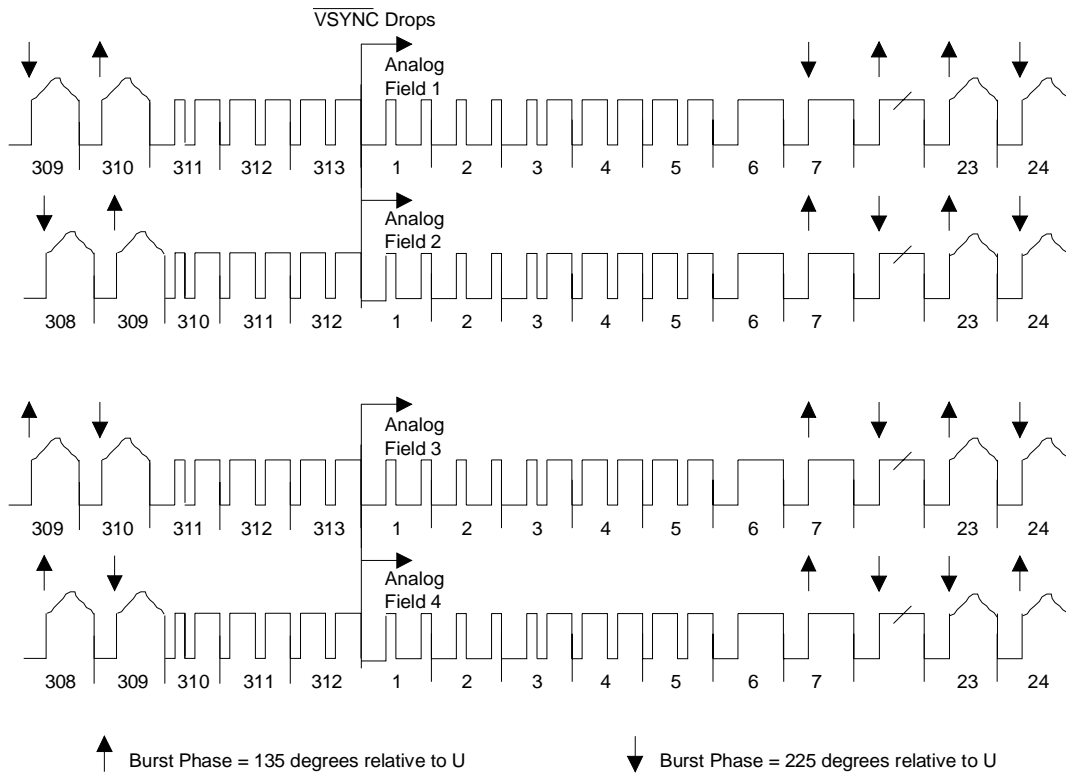 VSYNC Drops
Analog
Field 1
309 310 311 312 313 1 2 3 4 5 6 7 23 24
Analog
Field 2
308 309 310 311 312 1 2 3 4 5 6 7 23 24
Analog
Field 3
309 310 311 312 313 1 2 3 4 5 6 7 23 24
Analog
Field 4
308 309 310 311 312 1 2 3 4 5 6 7 23 24
Burst Phase = 135 degrees relative to U Burst Phase = 225 degrees relative to U